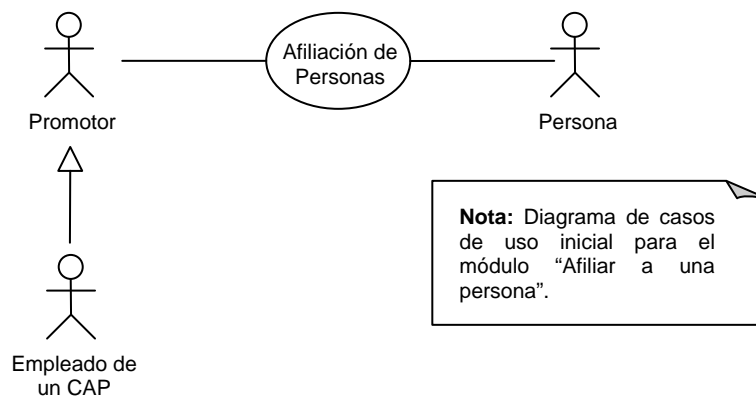 Afiliación de
Personas
Promotor
Persona
Nota: Diagrama de casos
de uso inicial para el
módulo “Afiliar a una
persona”.
Empleado de
un CAP